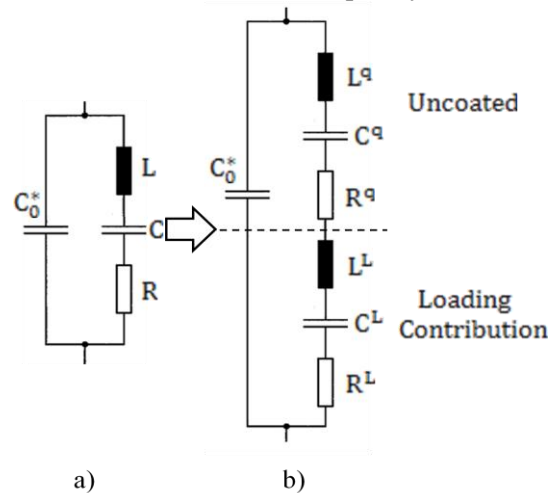 L
C₀*
C
R
a)
Lq
Uncoated
Cq
C₀*
Rq
LL
Loading
CL
Contribution
RL
b)